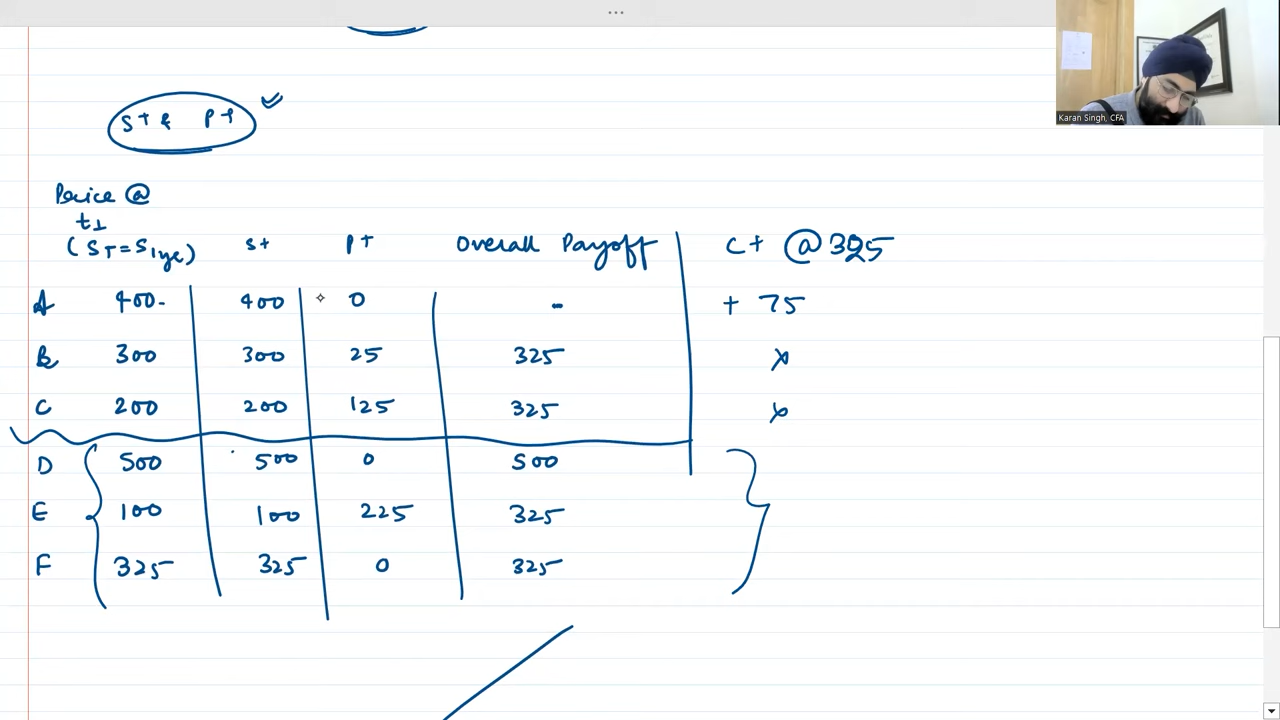 S+ & P+
Price @
t1
(ST=S1yr) S+ P+ Overall Payoff C+ @ 325
A 400- 400 0 - + 75
B 300 300 25 325 x
C 200 200 125 325 x
D 500 500 0 500
E 100 100 225 325
F 325 325 0 325
Karan Singh, CFA